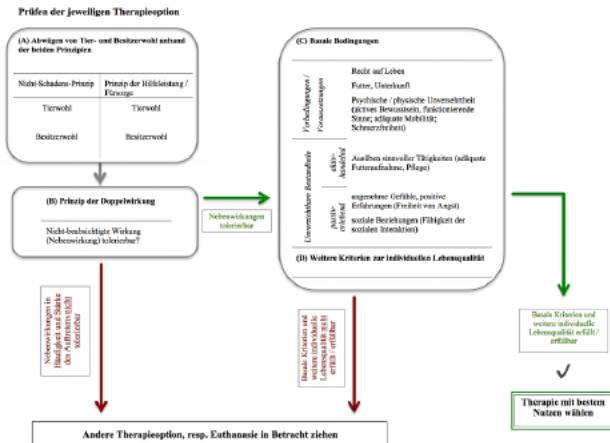 Prüfen der jeweiligen Therapieoption
(A) Abwägen von Tier- und Besitzerwohl anhand
der beiden Prinzipien
Nicht-Schadens-Prinzip
Prinzip der Hilfeleistung /
Fürsorge
Tierwohl
Tierwohl
Besitzerwohl
Besitzerwohl
(B) Prinzip der Doppelwirkung
Nicht-beabsichtigte Wirkung
(Nebenwirkung) tolerierbar?
Nebenwirkungen
tolerierbar
(C) Basale Bedingungen
Vorbedingungen /
Voraussetzungen
Recht auf Leben
Futter, Unterkunft
Psychische / physische Unversehrtheit
(aktives Bewusstsein, funktionierende
Sinne; adäquate Mobilität;
Schmerzfreiheit)
Unverzichtbare Bestandteile
aktiv-
handelnd
Ausüben sinnvoller Tätigkeiten (adäquate
Futteraufnahme, Pflege)
positiv-
erlebend
angenehme Gefühle, positive
Erfahrungen (Freiheit von Angst)
soziale Beziehungen (Fähigkeit der
sozialen Interaktion)
(D) Weitere Kriterien zur individuellen Lebensqualität
Nebenwirkungen in
Häufigkeit und Stärke
des Auftretens nicht
tolerierbar
Basale Kriterien und
weitere individuelle
Lebensqualität nicht
erfüllt / erfüllbar
Basale Kriterien und
weitere individuelle
Lebensqualität erfüllt /
erfüllbar
Therapie mit bestem
Nutzen wählen
Andere Therapieoption, resp. Euthanasie in Betracht ziehen